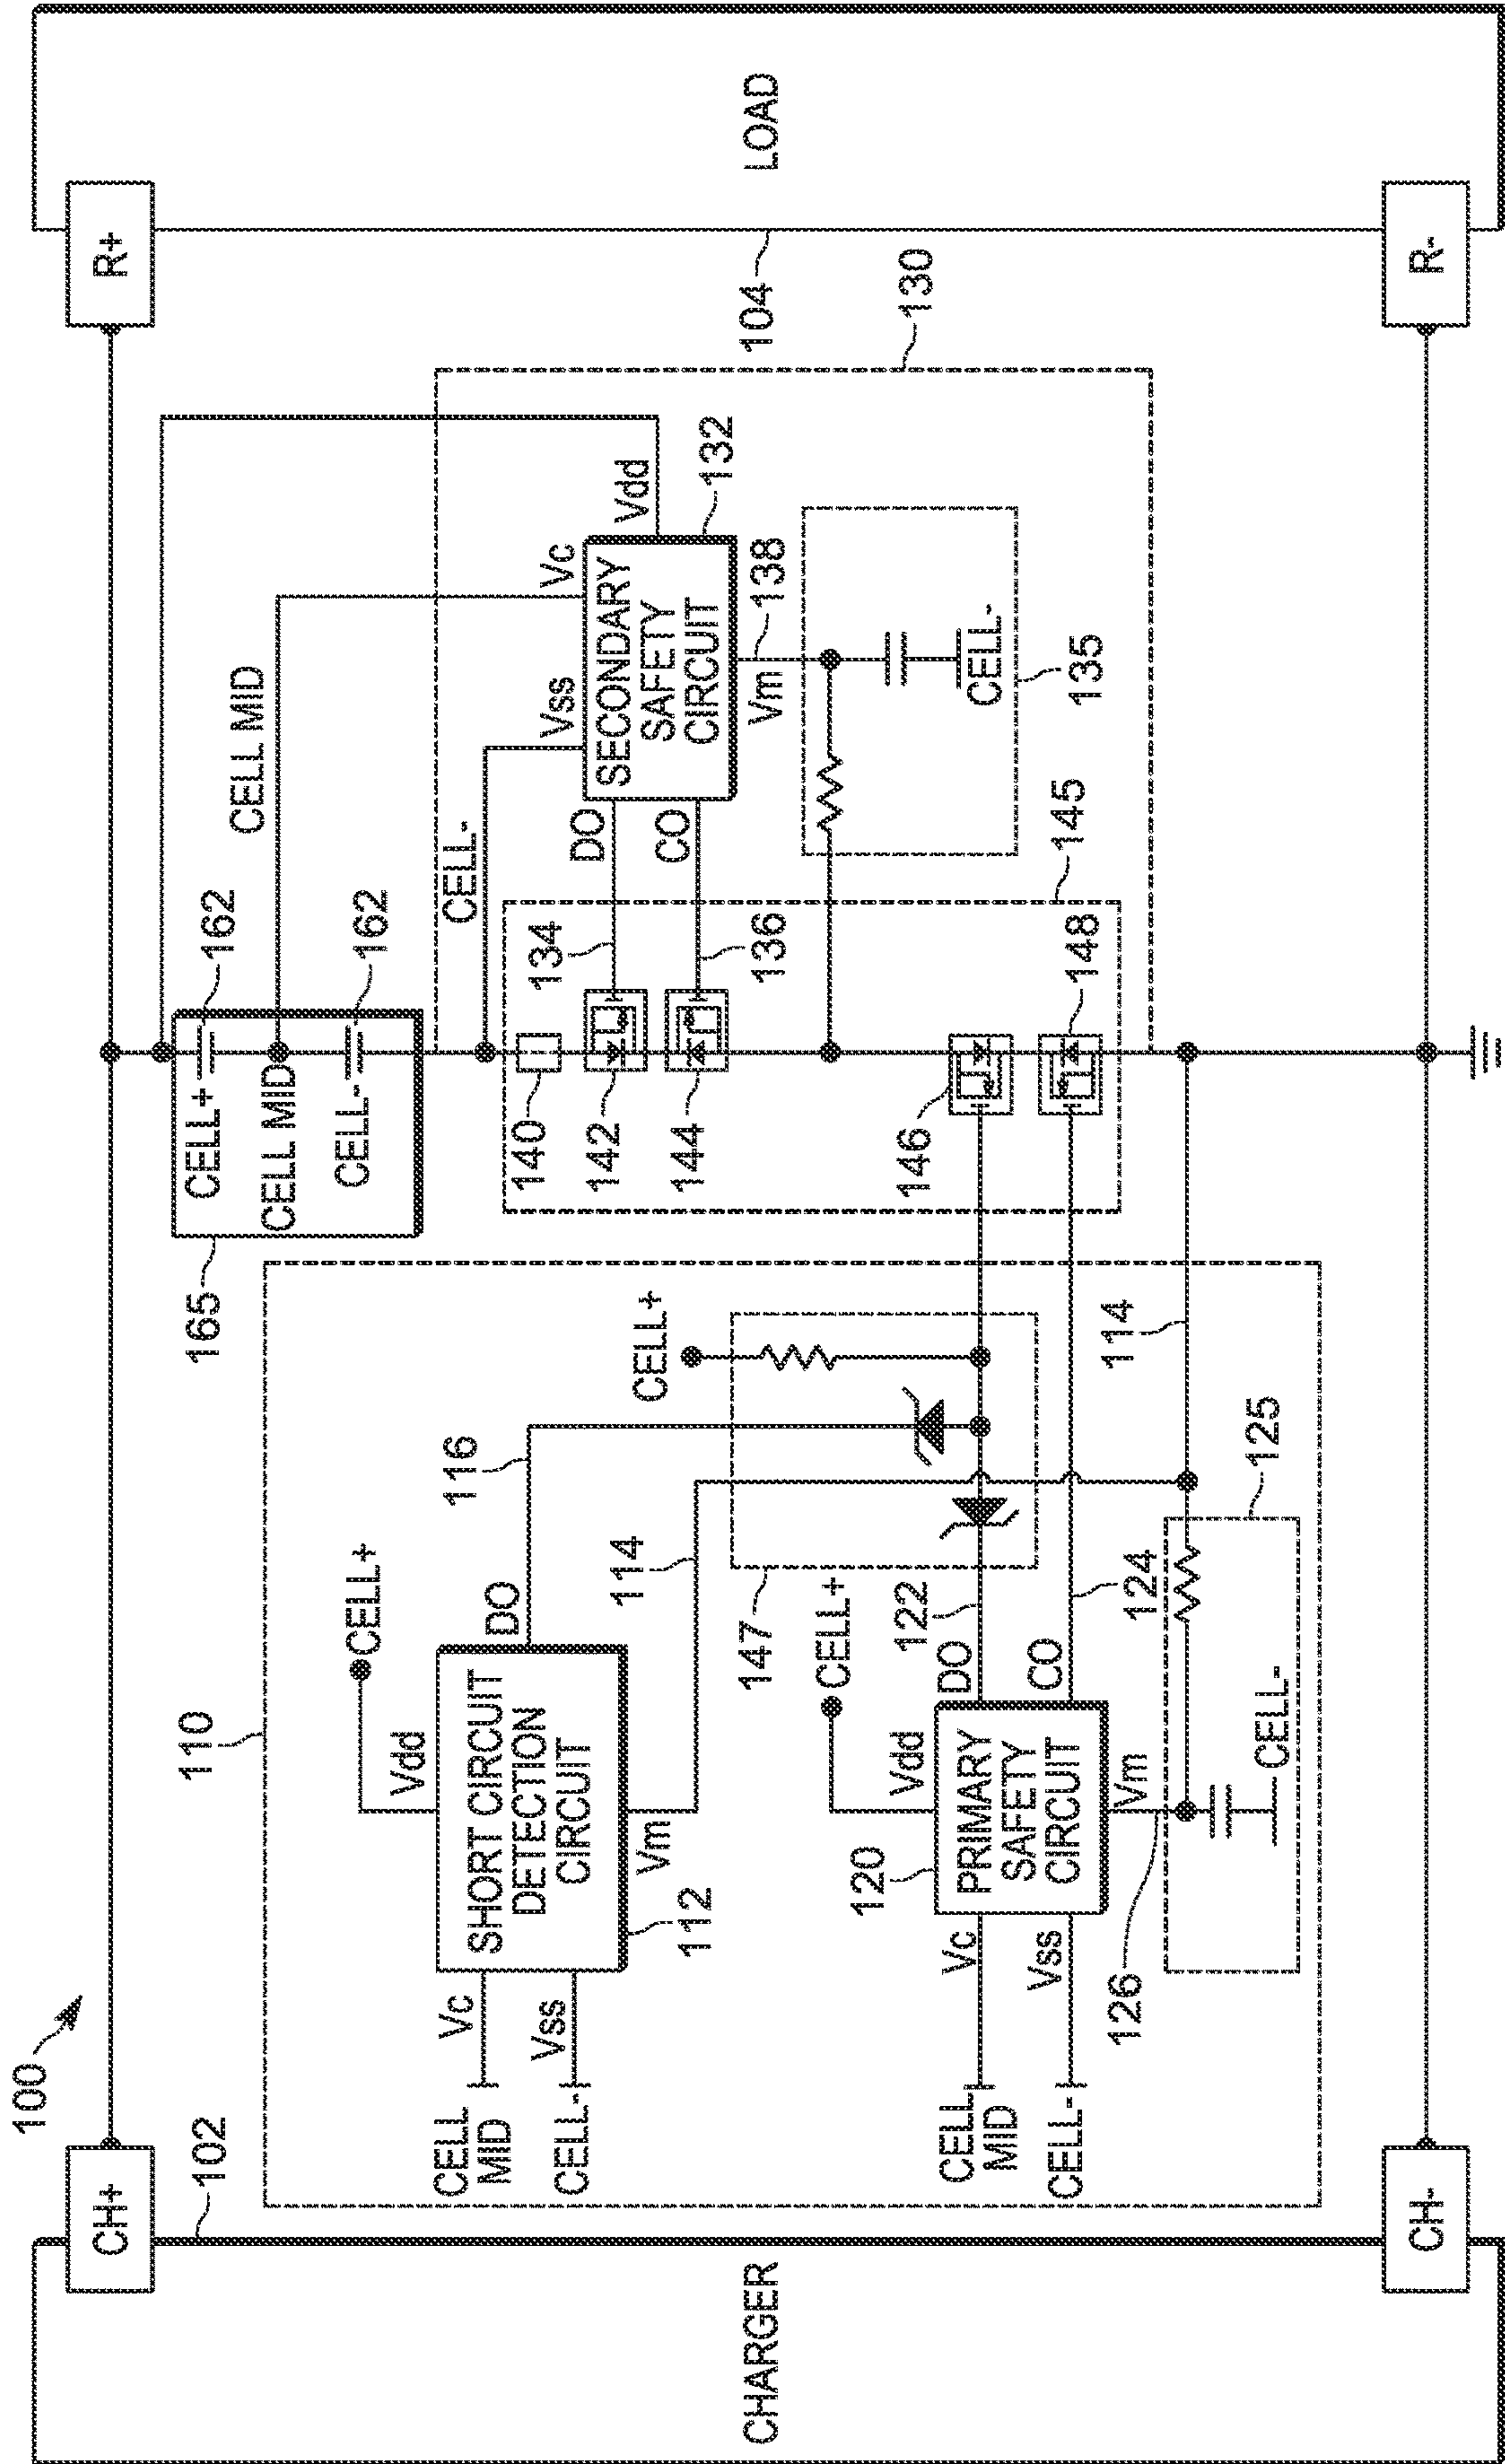 100
CHARGER
102
CH+
CH-
110
CELL
MID
Vc
CELL-
Vss
SHORT CIRCUIT
DETECTION
CIRCUIT
112
Vdd
CELL+
Vm
DO
116
114
147
CELL+
CELL
MID
Vc
CELL-
Vss
PRIMARY
SAFETY
CIRCUIT
120
Vdd
CELL+
DO
122
CO
124
Vm
126
CELL-
125
114
165
CELL+
162
CELL MID
CELL-
162
CELL MID
CELL-
140
142
144
146
148
134
136
145
DO
CO
Vss
Vc
Vdd
SECONDARY
SAFETY
CIRCUIT
132
Vm
138
CELL-
135
130
104
R+
R-
LOAD